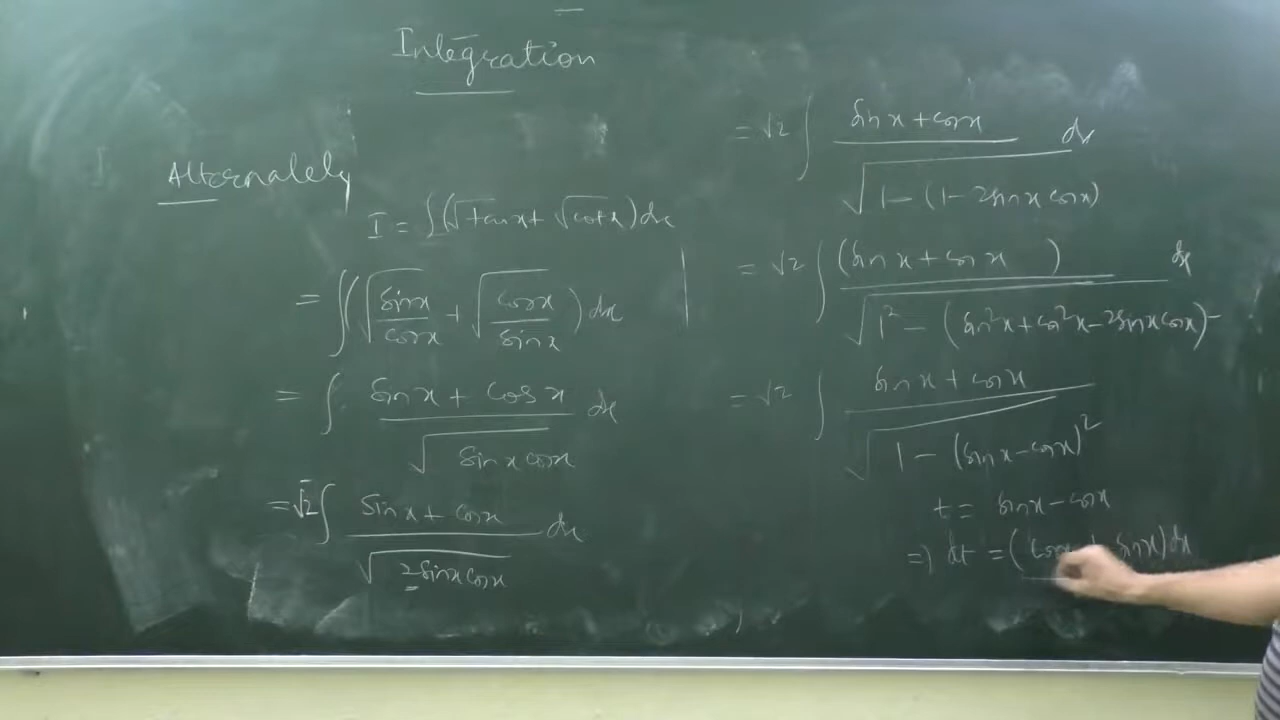 Integration
Alternately
I = ∫(√tanx + √cotx)dx
= ∫(√(sinx/cosx) + √(cosx/sinx))dx
= ∫ (sinx + cosx)/√(sinx cosx) dx
= √2 ∫ (sinx + cosx)/√(2sinx cosx) dx
= √2 ∫ (sinx + cosx)/√(1 - (1 - 2sinx cosx)) dx
= √2 ∫ (sinx + cosx)/√(1² - (sin²x + cos²x - 2sinx cosx)) dx
= √2 ∫ (sinx + cosx)/√(1 - (sinx - cosx)²)
t = sinx - cosx
⇒ dt = (cosx + sinx)dx